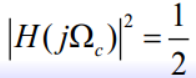 |H(jΩ_c)|² = 1/2